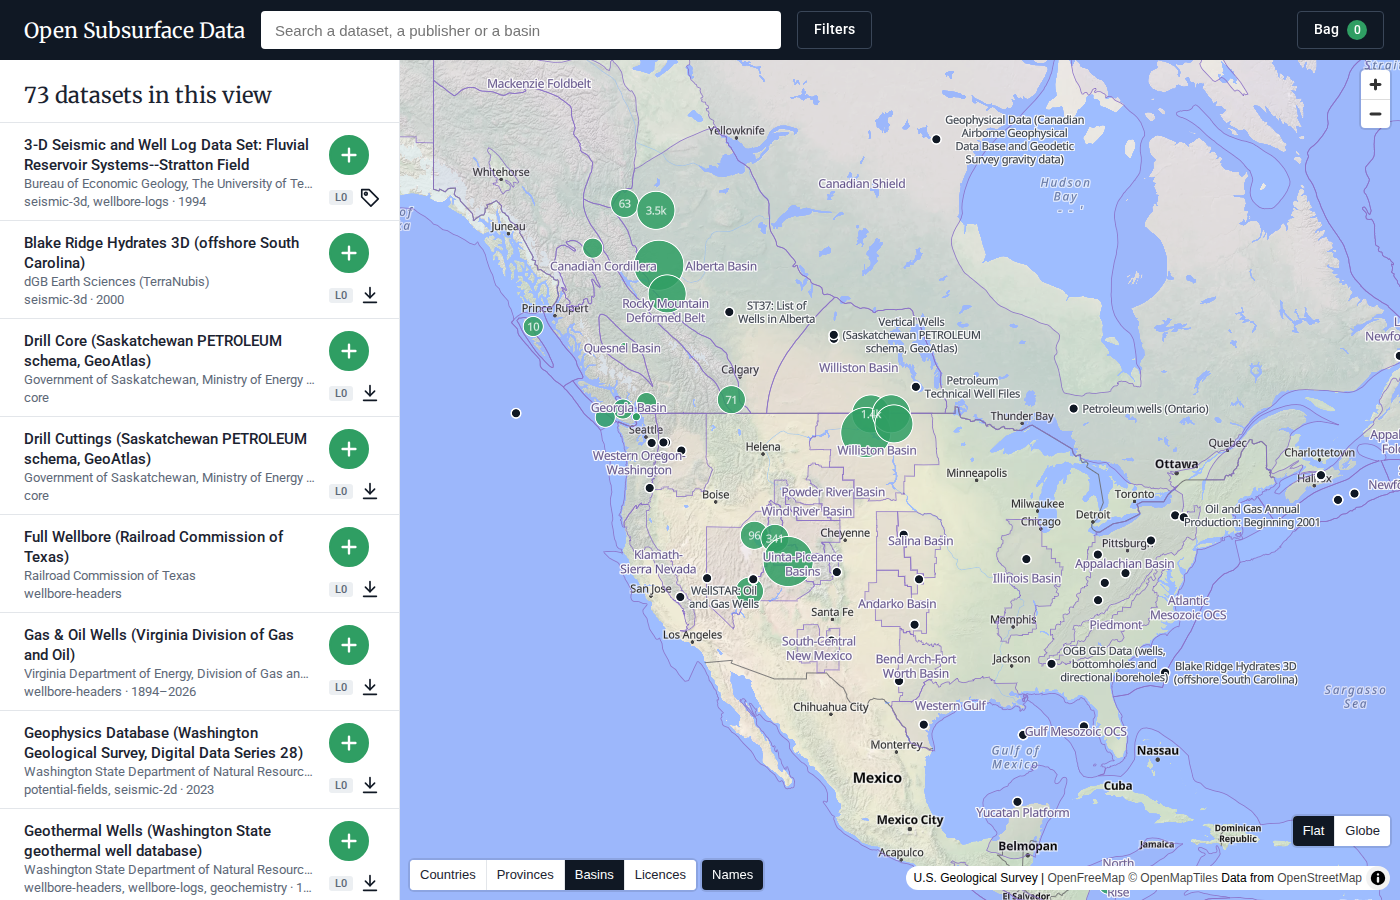 Open Subsurface Data
Search a dataset, a publisher or a basin
Filters
Bag 0
73 datasets in this view
3-D Seismic and Well Log Data Set: Fluvial
Reservoir Systems--Stratton Field
Bureau of Economic Geology, The University of Te...
seismic-3d, wellbore-logs · 1994
L0
Blake Ridge Hydrates 3D (offshore South
Carolina)
dGB Earth Sciences (TerraNubis)
seismic-3d · 2000
L0
Drill Core (Saskatchewan PETROLEUM
schema, GeoAtlas)
Government of Saskatchewan, Ministry of Energy ...
core
L0
Drill Cuttings (Saskatchewan PETROLEUM
schema, GeoAtlas)
Government of Saskatchewan, Ministry of Energy ...
core
L0
Full Wellbore (Railroad Commission of
Texas)
Railroad Commission of Texas
wellbore-headers
L0
Gas & Oil Wells (Virginia Division of Gas
and Oil)
Virginia Department of Energy, Division of Gas an...
wellbore-headers · 1894–2026
L0
Geophysics Database (Washington
Geological Survey, Digital Data Series 28)
Washington State Department of Natural Resourc...
potential-fields, seismic-2d · 2023
L0
Geothermal Wells (Washington State
geothermal well database)
Washington State Department of Natural Resourc...
wellbore-headers, wellbore-logs, geochemistry · 1...
L0
Mackenzie Foldbelt
Yellowknife
Geophysical Data (Canadian
Airborne Geophysical
Data Base and Geodetic
Survey gravity data)
Whitehorse
Canadian Shield
Hudson
Bay
63
3.5k
Juneau
Canadian Cordillera
Alberta Basin
Rocky Mountain
Deformed Belt
ST37: List of
Wells in Alberta
Prince Rupert
10
Vertical Wells
(Saskatchewan PETROLEUM
schema, GeoAtlas)
Quesnel Basin
Calgary
Williston Basin
Petroleum
Technical Well Files
71
Georgia Basin
1.4k
Thunder Bay
Petroleum wells (Ontario)
Seattle
Helena
Williston Basin
Quebec
Charlottetown
Western Oregon-
Washington
Minneapolis
Ottawa
Halifax
Boise
Powder River Basin
Toronto
Milwaukee
Wind River Basin
Chicago
Detroit
Oil and Gas Annual
Production: Beginning 2001
96
341
Cheyenne
Salina Basin
Pittsburgh
Klamath-
Sierra Nevada
Uinta-Piceance
Basins
Appalachian Basin
Illinois Basin
San Jose
WellSTAR: Oil
and Gas Wells
Andarko Basin
Atlantic
Mesozoic OCS
Santa Fe
Memphis
Piedmont
Los Angeles
South-Central
New Mexico
Bend Arch-Fort
Worth Basin
Jackson
OGB GIS Data (wells,
bottomholes and
directional boreholes)
Blake Ridge Hydrates 3D
(offshore South Carolina)
Sargasso
Sea
Chihuahua City
Western Gulf
Gulf Mesozoic OCS
Monterrey
Gulf of
Mexico
Nassau
Mexico
Cuba
Yucatan Platform
Mexico City
Dominican
Republic
Jamaica
Acapulco
Belmopan
North
Rise
El Salvador
Flat
Globe
Countries
Provinces
Basins
Licences
Names
U.S. Geological Survey | OpenFreeMap © OpenMapTiles Data from OpenStreetMap